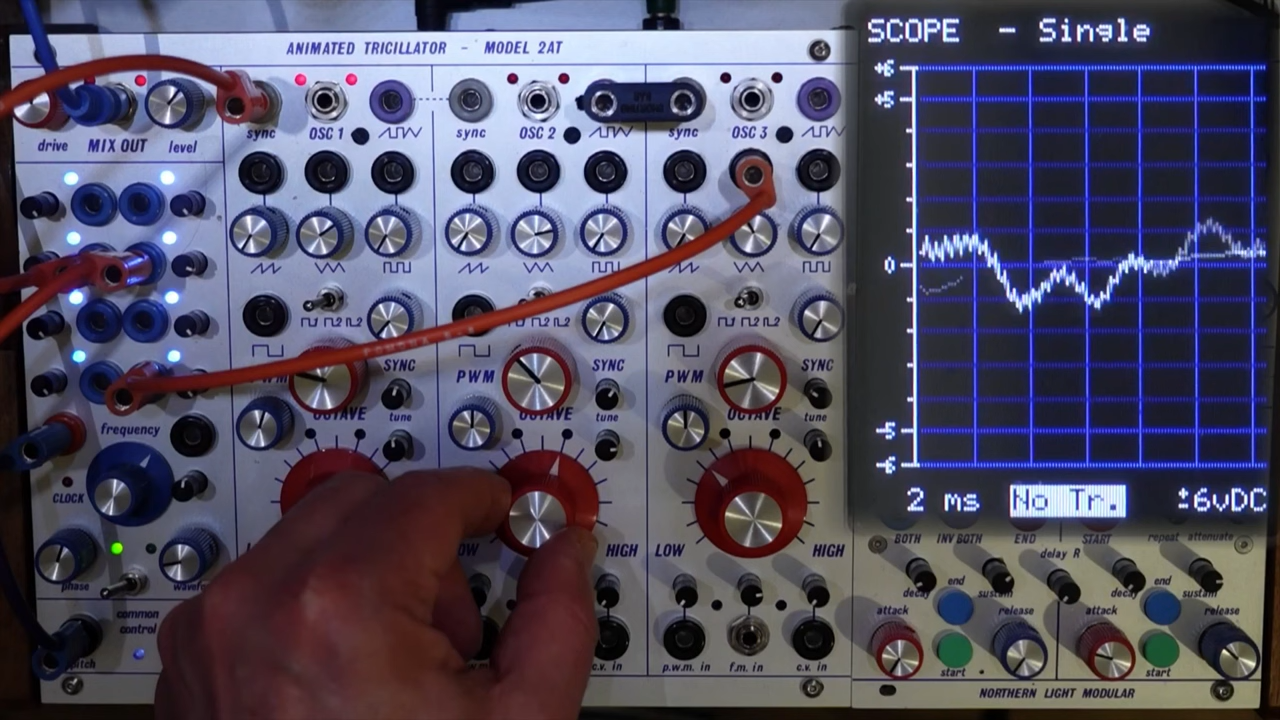 ANIMATED TRICILLATOR - MODEL 2AT
SCOPE - Single
+6
+5
0
-5
-6
2 ms No Tr. ±6vDC
drive MIX OUT level
sync OSC 1
sync OSC 2
sync OSC 3
PWM SYNC
PWM SYNC
PWM SYNC
OCTAVE tune
OCTAVE tune
OCTAVE tune
frequency
CLOCK
HIGH
LOW HIGH
phase
common
control
c.v. in
p.w.m. in f.m. in c.v. in
BOTH INV BOTH END START repeat attenuate
delay R
decay end sustain decay end sustain
attack release attack release
start start
NORTHERN LIGHT MODULAR